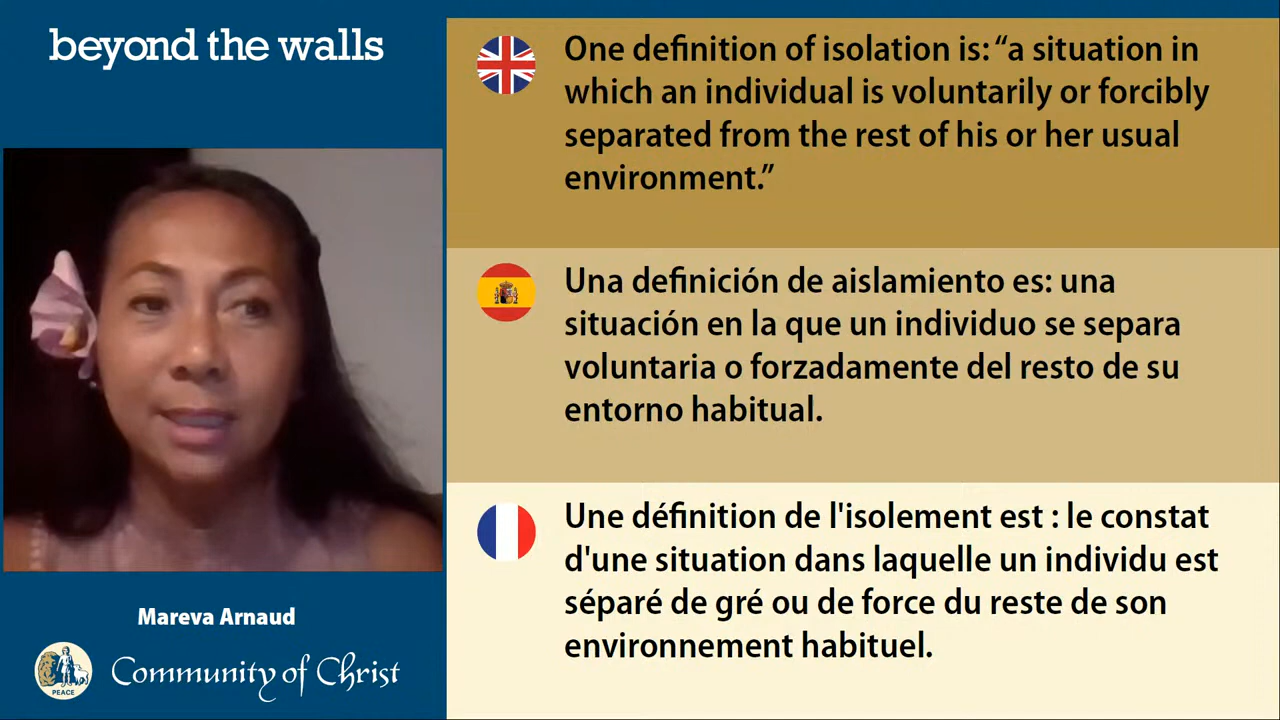 beyond the walls
One definition of isolation is: “a situation in
which an individual is voluntarily or forcibly
separated from the rest of his or her usual
environment.”
Una definición de aislamiento es: una
situación en la que un individuo se separa
voluntaria o forzadamente del resto de su
entorno habitual.
Une définition de l'isolement est : le constat
d'une situation dans laquelle un individu est
séparé de gré ou de force du reste de son
environnement habituel.
Mareva Arnaud
Community of Christ
PEACE